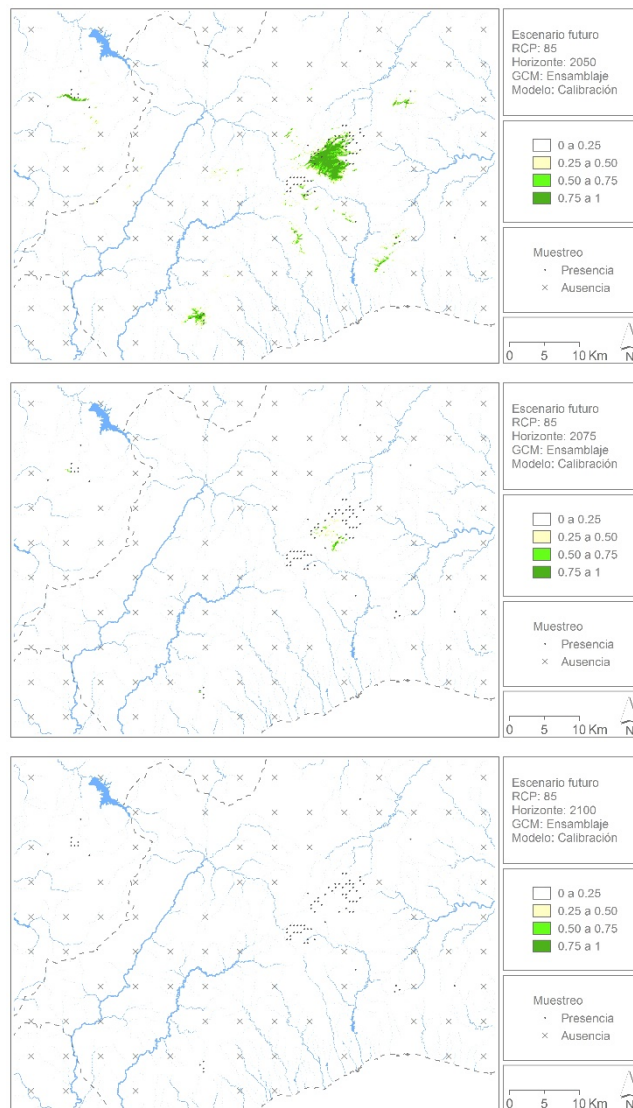 Escenario futuro
RCP: 85
Horizonte: 2050
GCM: Ensamblaje
Modelo: Calibración
0 a 0.25
0.25 a 0.50
0.50 a 0.75
0.75 a 1
Muestreo
Presencia
Ausencia
0 5 10 Km
N
Escenario futuro
RCP: 85
Horizonte: 2075
GCM: Ensamblaje
Modelo: Calibración
0 a 0.25
0.25 a 0.50
0.50 a 0.75
0.75 a 1
Muestreo
Presencia
Ausencia
0 5 10 Km
N
Escenario futuro
RCP: 85
Horizonte: 2100
GCM: Ensamblaje
Modelo: Calibración
0 a 0.25
0.25 a 0.50
0.50 a 0.75
0.75 a 1
Muestreo
Presencia
Ausencia
0 5 10 Km
N